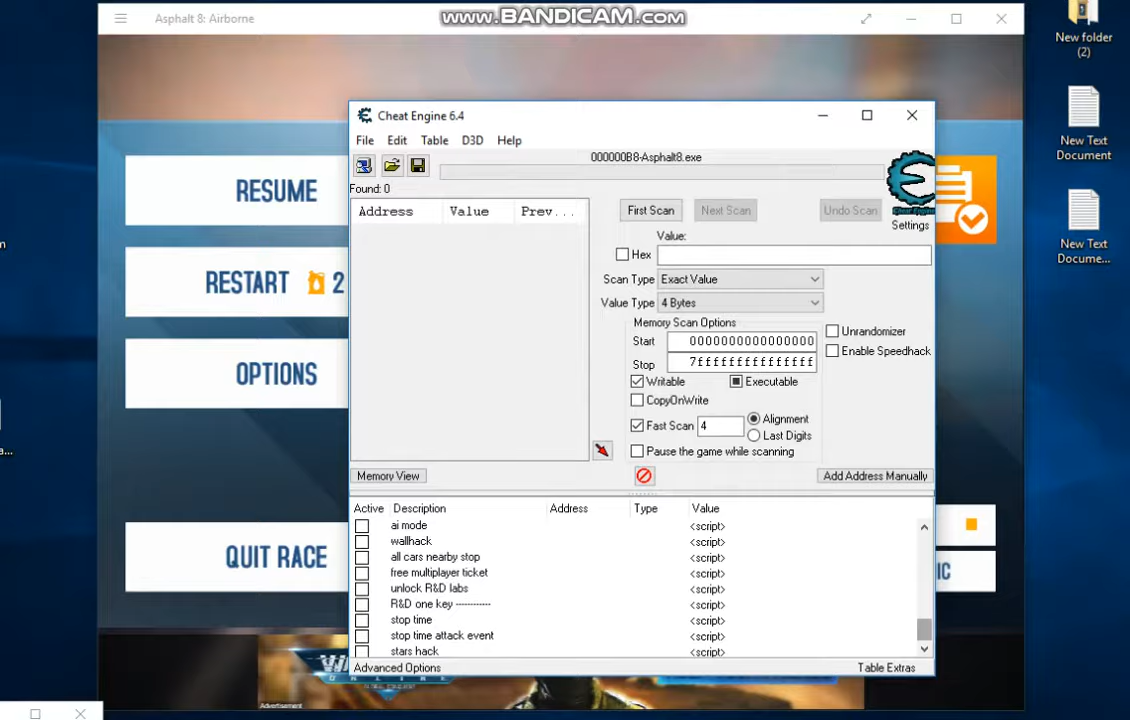 Asphalt 8: Airborne
www.BANDICAM.com
New folder
(2)
New Text
Document
New Text
Docume...
RESUME
RESTART 2
OPTIONS
QUIT RACE
Cheat Engine 6.4
File Edit Table D3D Help
000000B8-Asphalt8.exe
Found: 0
Address Value Prev...
First Scan Next Scan Undo Scan
Cheat Engine
Settings
Value:
Hex
Scan Type Exact Value
Value Type 4 Bytes
Memory Scan Options
Start 0000000000000000
Stop 7fffffffffffffff
Unrandomizer
Enable Speedhack
Writable Executable
CopyOnWrite
Fast Scan 4 Alignment
Last Digits
Pause the game while scanning
Memory View Add Address Manually
Active Description Address Type Value
ai mode <script>
wallhack <script>
all cars nearby stop <script>
free multiplayer ticket <script>
unlock R&D labs <script>
R&D one key ------------ <script>
stop time <script>
stop time attack event <script>
stars hack <script>
Advanced Options Table Extras
IC
Advertisement